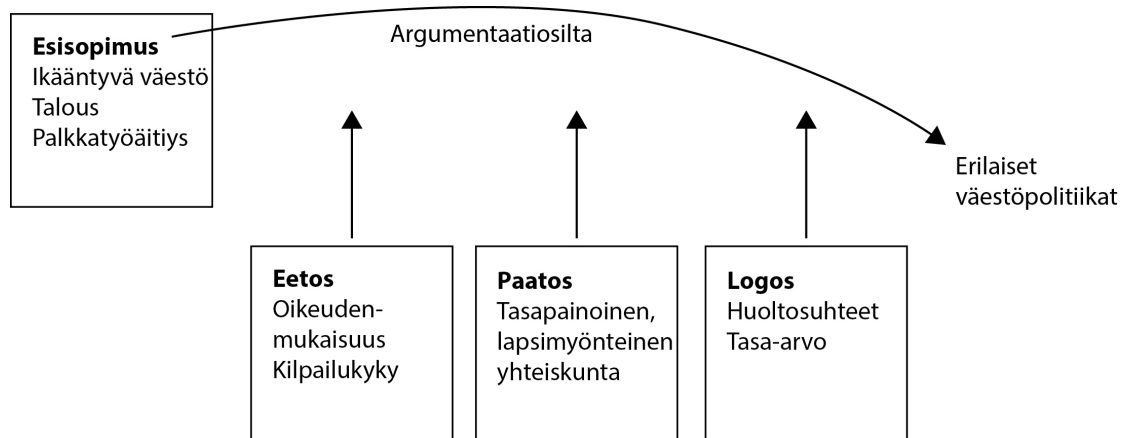 Esisopimus
Ikääntyvä väestö
Talous
Palkkatyöäitiys
Argumentaatiosilta
Erilaiset
väestöpolitiikat
Eetos
Oikeuden-
mukaisuus
Kilpailukyky
Paatos
Tasapainoinen,
lapsimyönteinen
yhteiskunta
Logos
Huoltosuhteet
Tasa-arvo